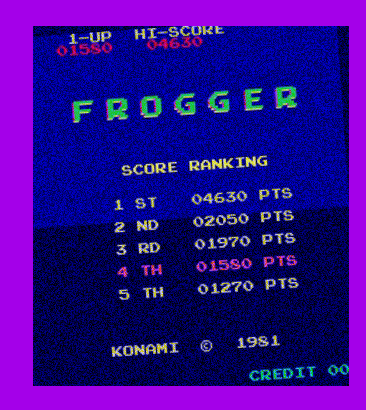 1-UP HI-SCORE
01580 04630
FROGGER
SCORE RANKING
1 ST 04630 PTS
2 ND 02050 PTS
3 RD 01970 PTS
4 TH 01580 PTS
5 TH 01270 PTS
KONAMI © 1981
CREDIT 00